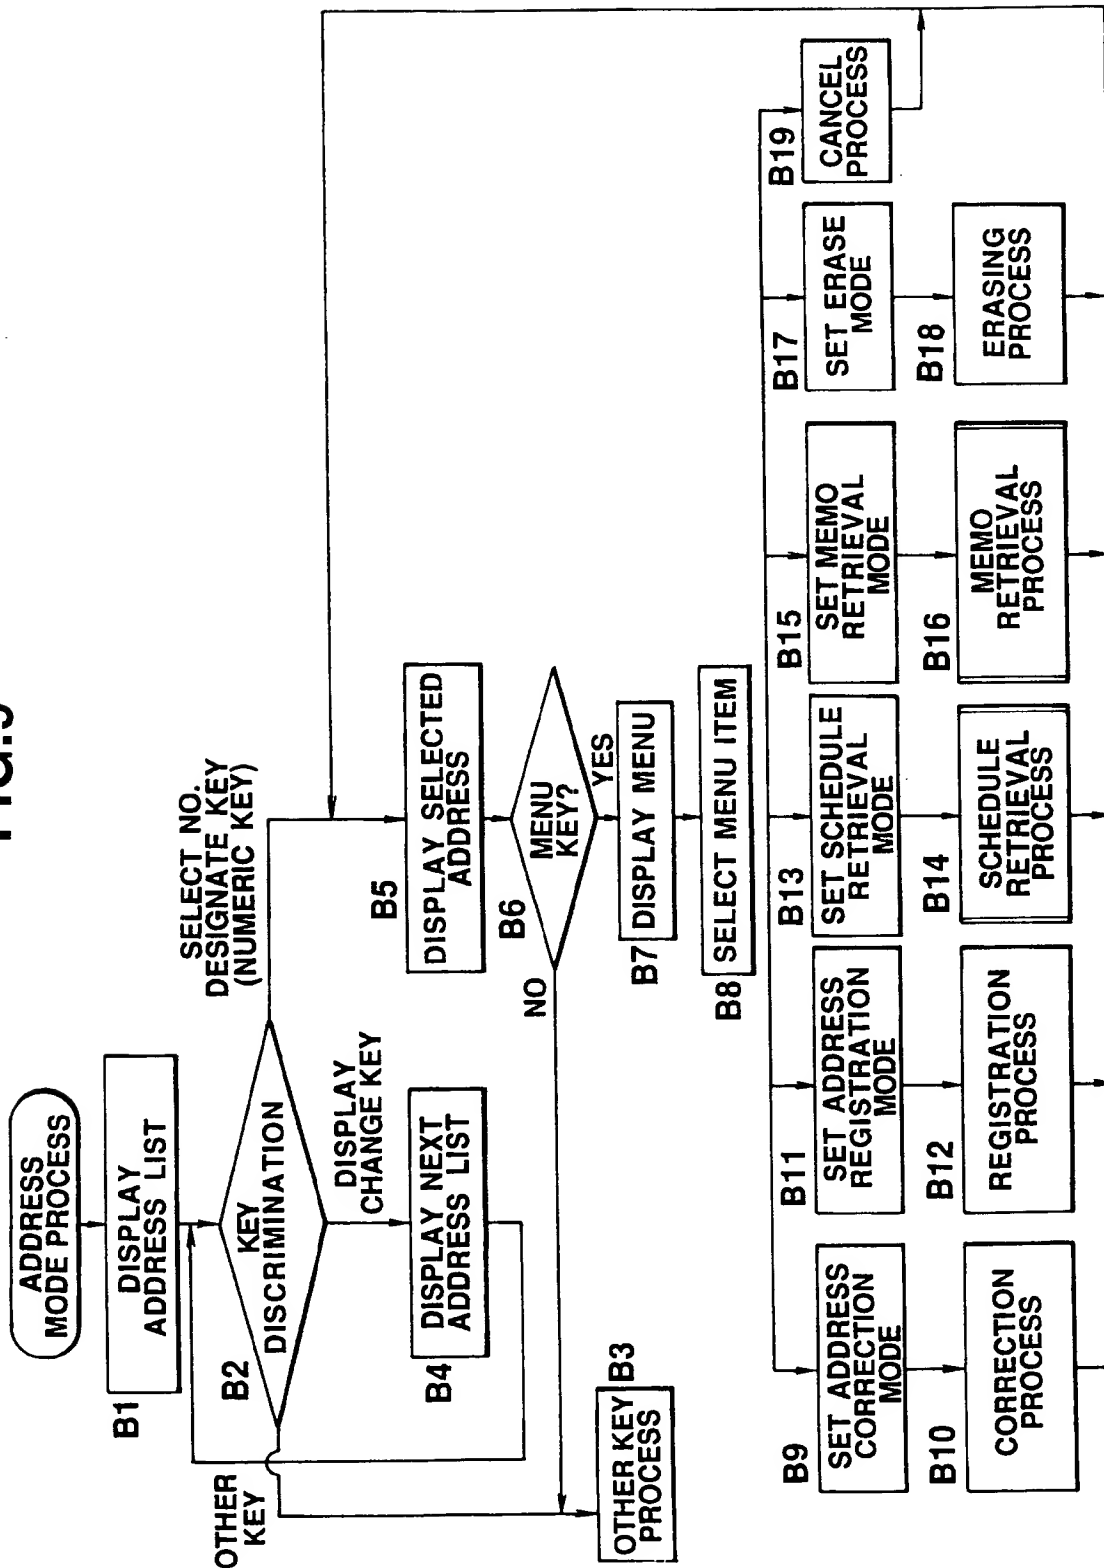 ADDRESS
MODE PROCESS
B1
DISPLAY
ADDRESS LIST
B2
KEY
DISCRIMINATION
OTHER
KEY
SELECT NO.
DESIGNATE KEY
(NUMERIC KEY)
DISPLAY
CHANGE KEY
B4
DISPLAY NEXT
ADDRESS LIST
B5
DISPLAY SELECTED
ADDRESS
B6
MENU
KEY?
NO
YES
OTHER KEY
PROCESS
B3
B7
DISPLAY MENU
B8
SELECT MENU ITEM
B9
SET ADDRESS
CORRECTION
MODE
B10
CORRECTION
PROCESS
B11
SET ADDRESS
REGISTRATION
MODE
B12
REGISTRATION
PROCESS
B13
SET SCHEDULE
RETRIEVAL
MODE
B14
SCHEDULE
RETRIEVAL
PROCESS
B15
SET MEMO
RETRIEVAL
MODE
B16
MEMO
RETRIEVAL
PROCESS
B17
SET ERASE
MODE
B18
ERASING
PROCESS
B19
CANCEL
PROCESS